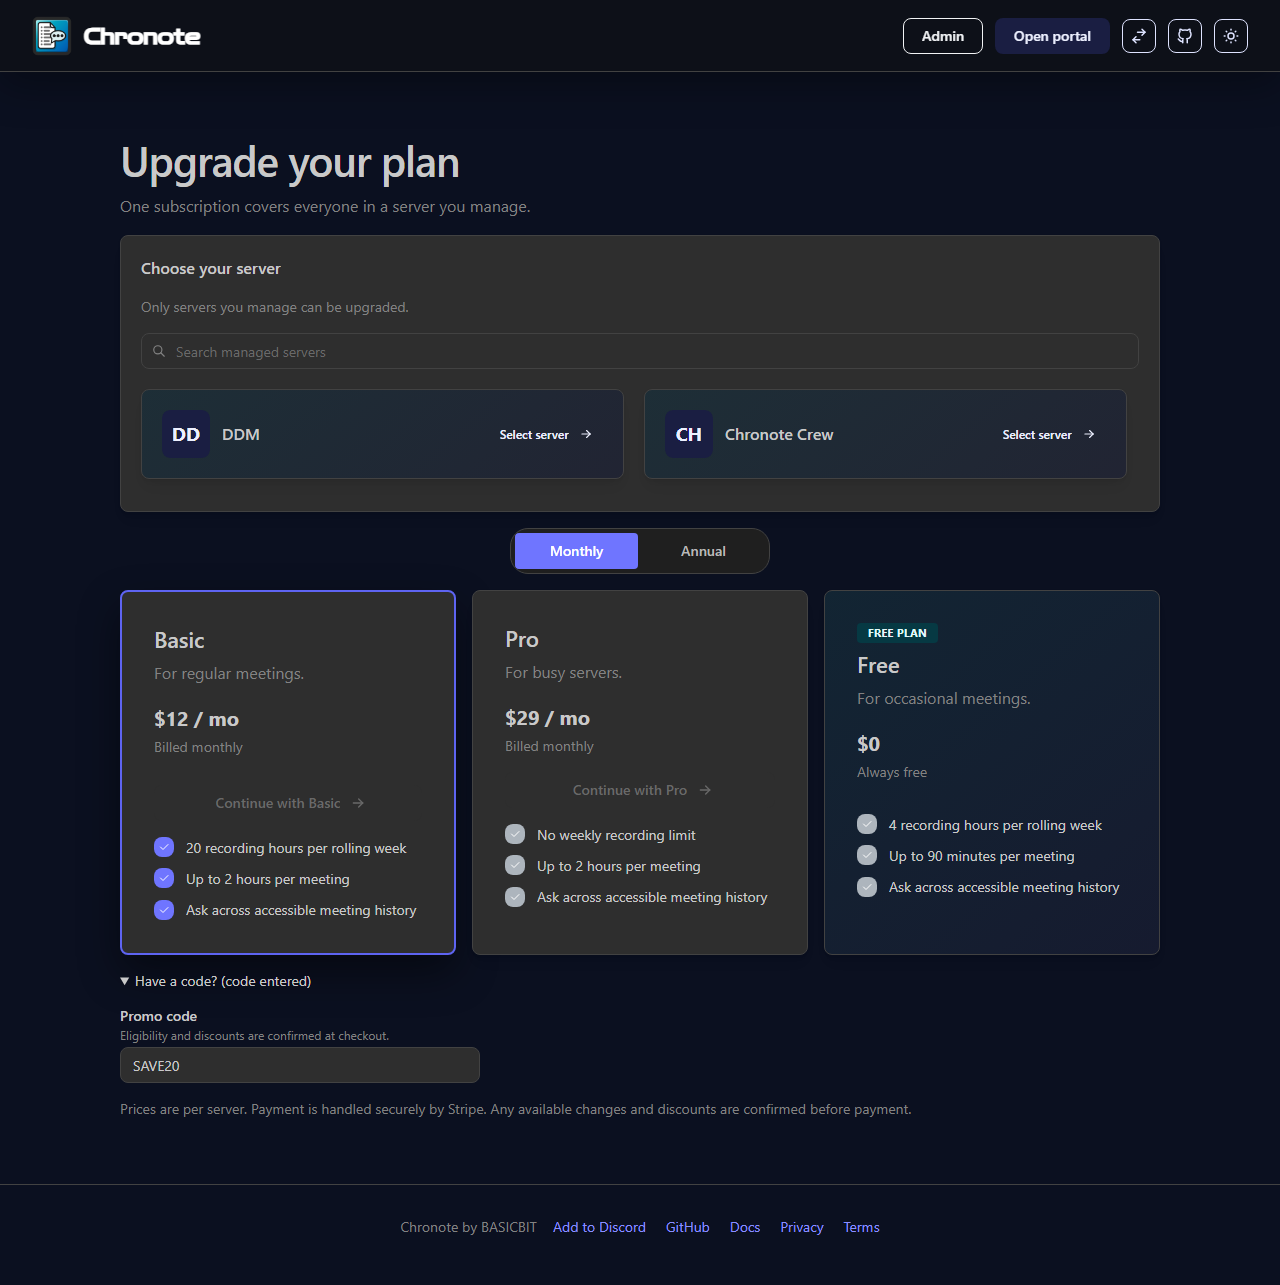 Chronote
Admin
Open portal
Upgrade your plan
One subscription covers everyone in a server you manage.
Choose your server
Only servers you manage can be upgraded.
Search managed servers
DD
DDM
Select server
CH
Chronote Crew
Select server
Monthly
Annual
Basic
For regular meetings.
$12 / mo
Billed monthly
Continue with Basic
20 recording hours per rolling week
Up to 2 hours per meeting
Ask across accessible meeting history
Pro
For busy servers.
$29 / mo
Billed monthly
Continue with Pro
No weekly recording limit
Up to 2 hours per meeting
Ask across accessible meeting history
FREE PLAN
Free
For occasional meetings.
$0
Always free
4 recording hours per rolling week
Up to 90 minutes per meeting
Ask across accessible meeting history
Have a code? (code entered)
Promo code
Eligibility and discounts are confirmed at checkout.
SAVE20
Prices are per server. Payment is handled securely by Stripe. Any available changes and discounts are confirmed before payment.
Chronote by BASICBIT Add to Discord GitHub Docs Privacy Terms